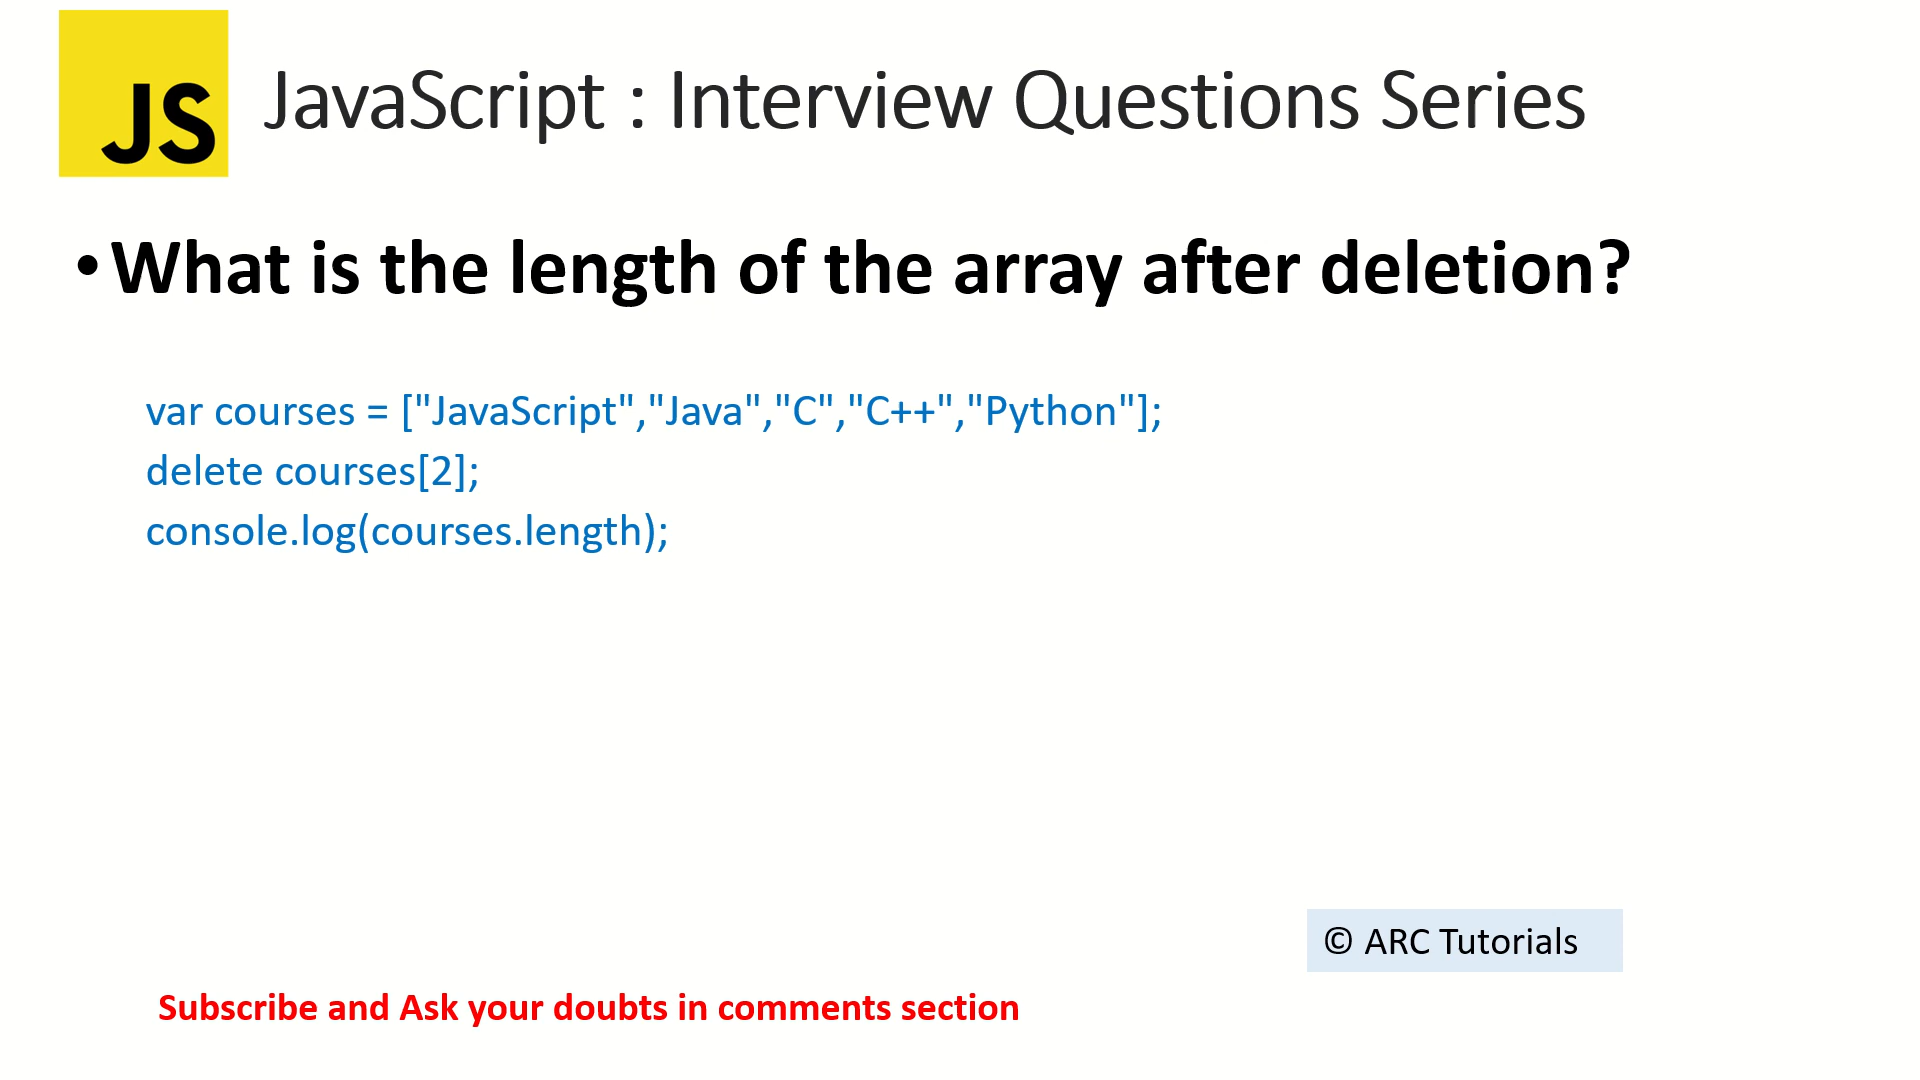 JS
JavaScript : Interview Questions Series
• What is the length of the array after deletion?
var courses = ["JavaScript","Java","C","C++","Python"];
delete courses[2];
console.log(courses.length);
© ARC Tutorials
Subscribe and Ask your doubts in comments section